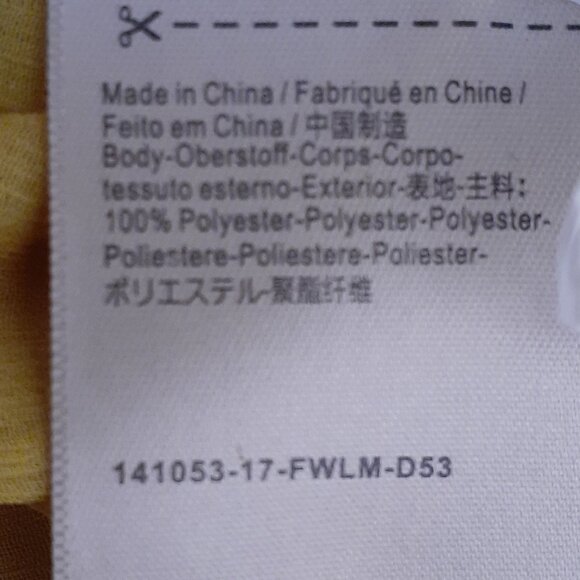 Made in China / Fabriqué en Chine /
Feito em China / 中国制造
Body-Oberstoff-Corps-Corpo-
tessuto esterno-Exterior-表地-主料:
100% Polyester-Polyester-Polyester-
Poliestere-Poliestere-Poliester-
ポリエステル-聚酯纤维
141053-17-FWLM-D53